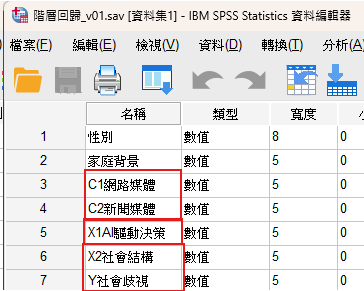 階層回歸_v01.sav [資料集1] - IBM SPSS Statistics 資料編輯器
檔案(F) 編輯(E) 檢視(V) 資料(D) 轉換(T) 分析(A)
名稱 類型 寬度
1 性別 數值 8 0
2 家庭背景 數值 5 0
3 C1網路媒體 數值 5 0
4 C2新聞媒體 數值 5 0
5 X1AI驅動決策 數值 5 0
6 X2社會結構 數值 5 0
7 Y社會歧視 數值 5 0